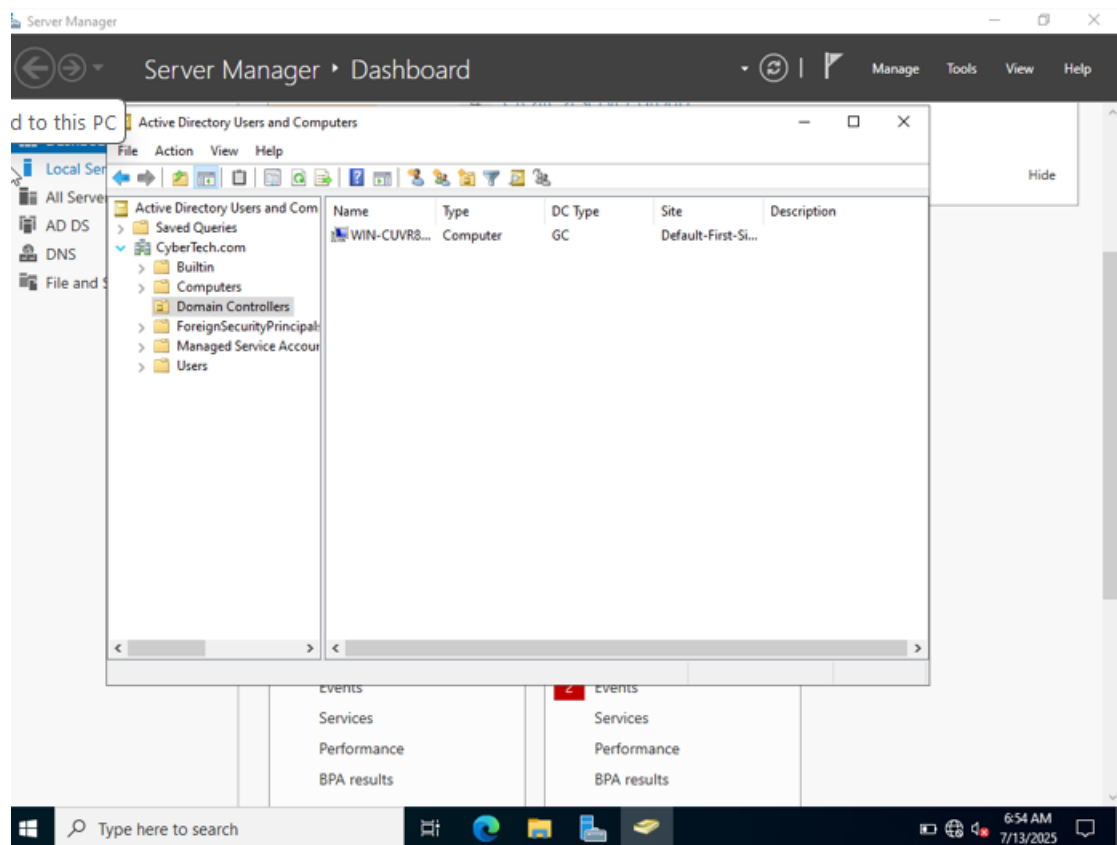 Server Manager
Server Manager • Dashboard
Manage Tools View Help
d to this PC
Active Directory Users and Computers
File Action View Help
Hide
Local Ser
All Server
AD DS
DNS
File and S
Active Directory Users and Com
Saved Queries
CyberTech.com
Builtin
Computers
Domain Controllers
ForeignSecurityPrincipals
Managed Service Accour
Users
Name Type DC Type Site Description
WIN-CUVR8... Computer GC Default-First-Si...
Events
Services
Performance
BPA results
2 Events
Services
Performance
BPA results
Type here to search
6:54 AM
7/13/2025